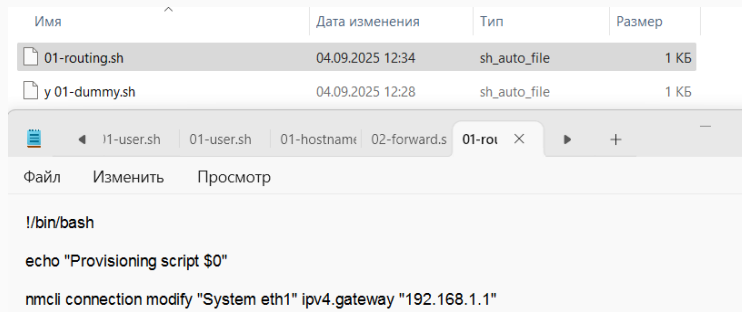 Имя Дата изменения Тип Размер
01-routing.sh 04.09.2025 12:34 sh_auto_file 1 КБ
y 01-dummy.sh 04.09.2025 12:28 sh_auto_file 1 КБ
01-user.sh 01-user.sh 01-hostname 02-forward.s 01-rou
Файл Изменить Просмотр
!/bin/bash
echo "Provisioning script $0"
nmcli connection modify "System eth1" ipv4.gateway "192.168.1.1"